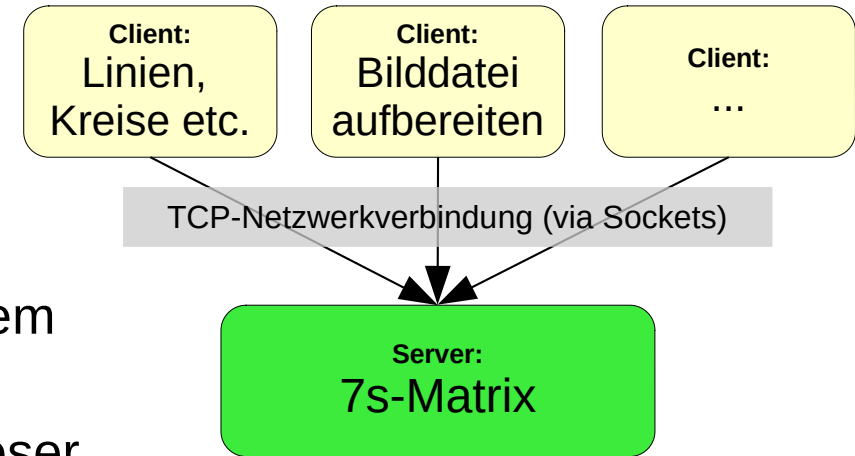 Client:
Linien,
Kreise etc.
Client:
Bilddatei
aufbereiten
Client:
...
TCP-Netzwerkverbindung (via Sockets)
Server:
7s-Matrix